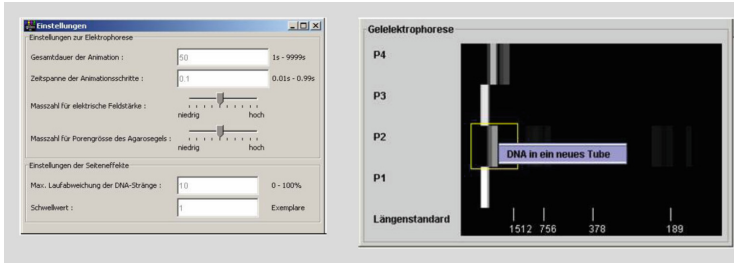 Einstellungen
Einstellungen zur Elektrophorese
Gesamtdauer der Animation : 50 1s - 9999s
Zeitspanne der Animationsschritte : 0.1 0.01s - 0.99s
Masszahl für elektrische Feldstärke :
niedrig hoch
Masszahl für Porengrösse des Agarosegels :
niedrig hoch
Einstellungen der Seiteneffekte
Max. Laufabweichung der DNA-Stränge : 10 0 - 100%
Schwellwert : 1 Exemplare
Gelelektrophorese
P4
P3
P2
DNA in ein neues Tube
P1
Längenstandard
1512 756 378 189